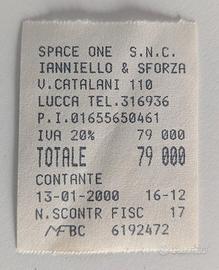 SPACE ONE S.N.C.
IANNIELLO & SFORZA
V.CATALANI 110
LUCCA TEL.316936
P.I.01655650461
IVA 20% 79 000
TOTALE 79 000
CONTANTE
13-01-2000 16-12
N.SCONTR FISC 17
MFBC 6192472